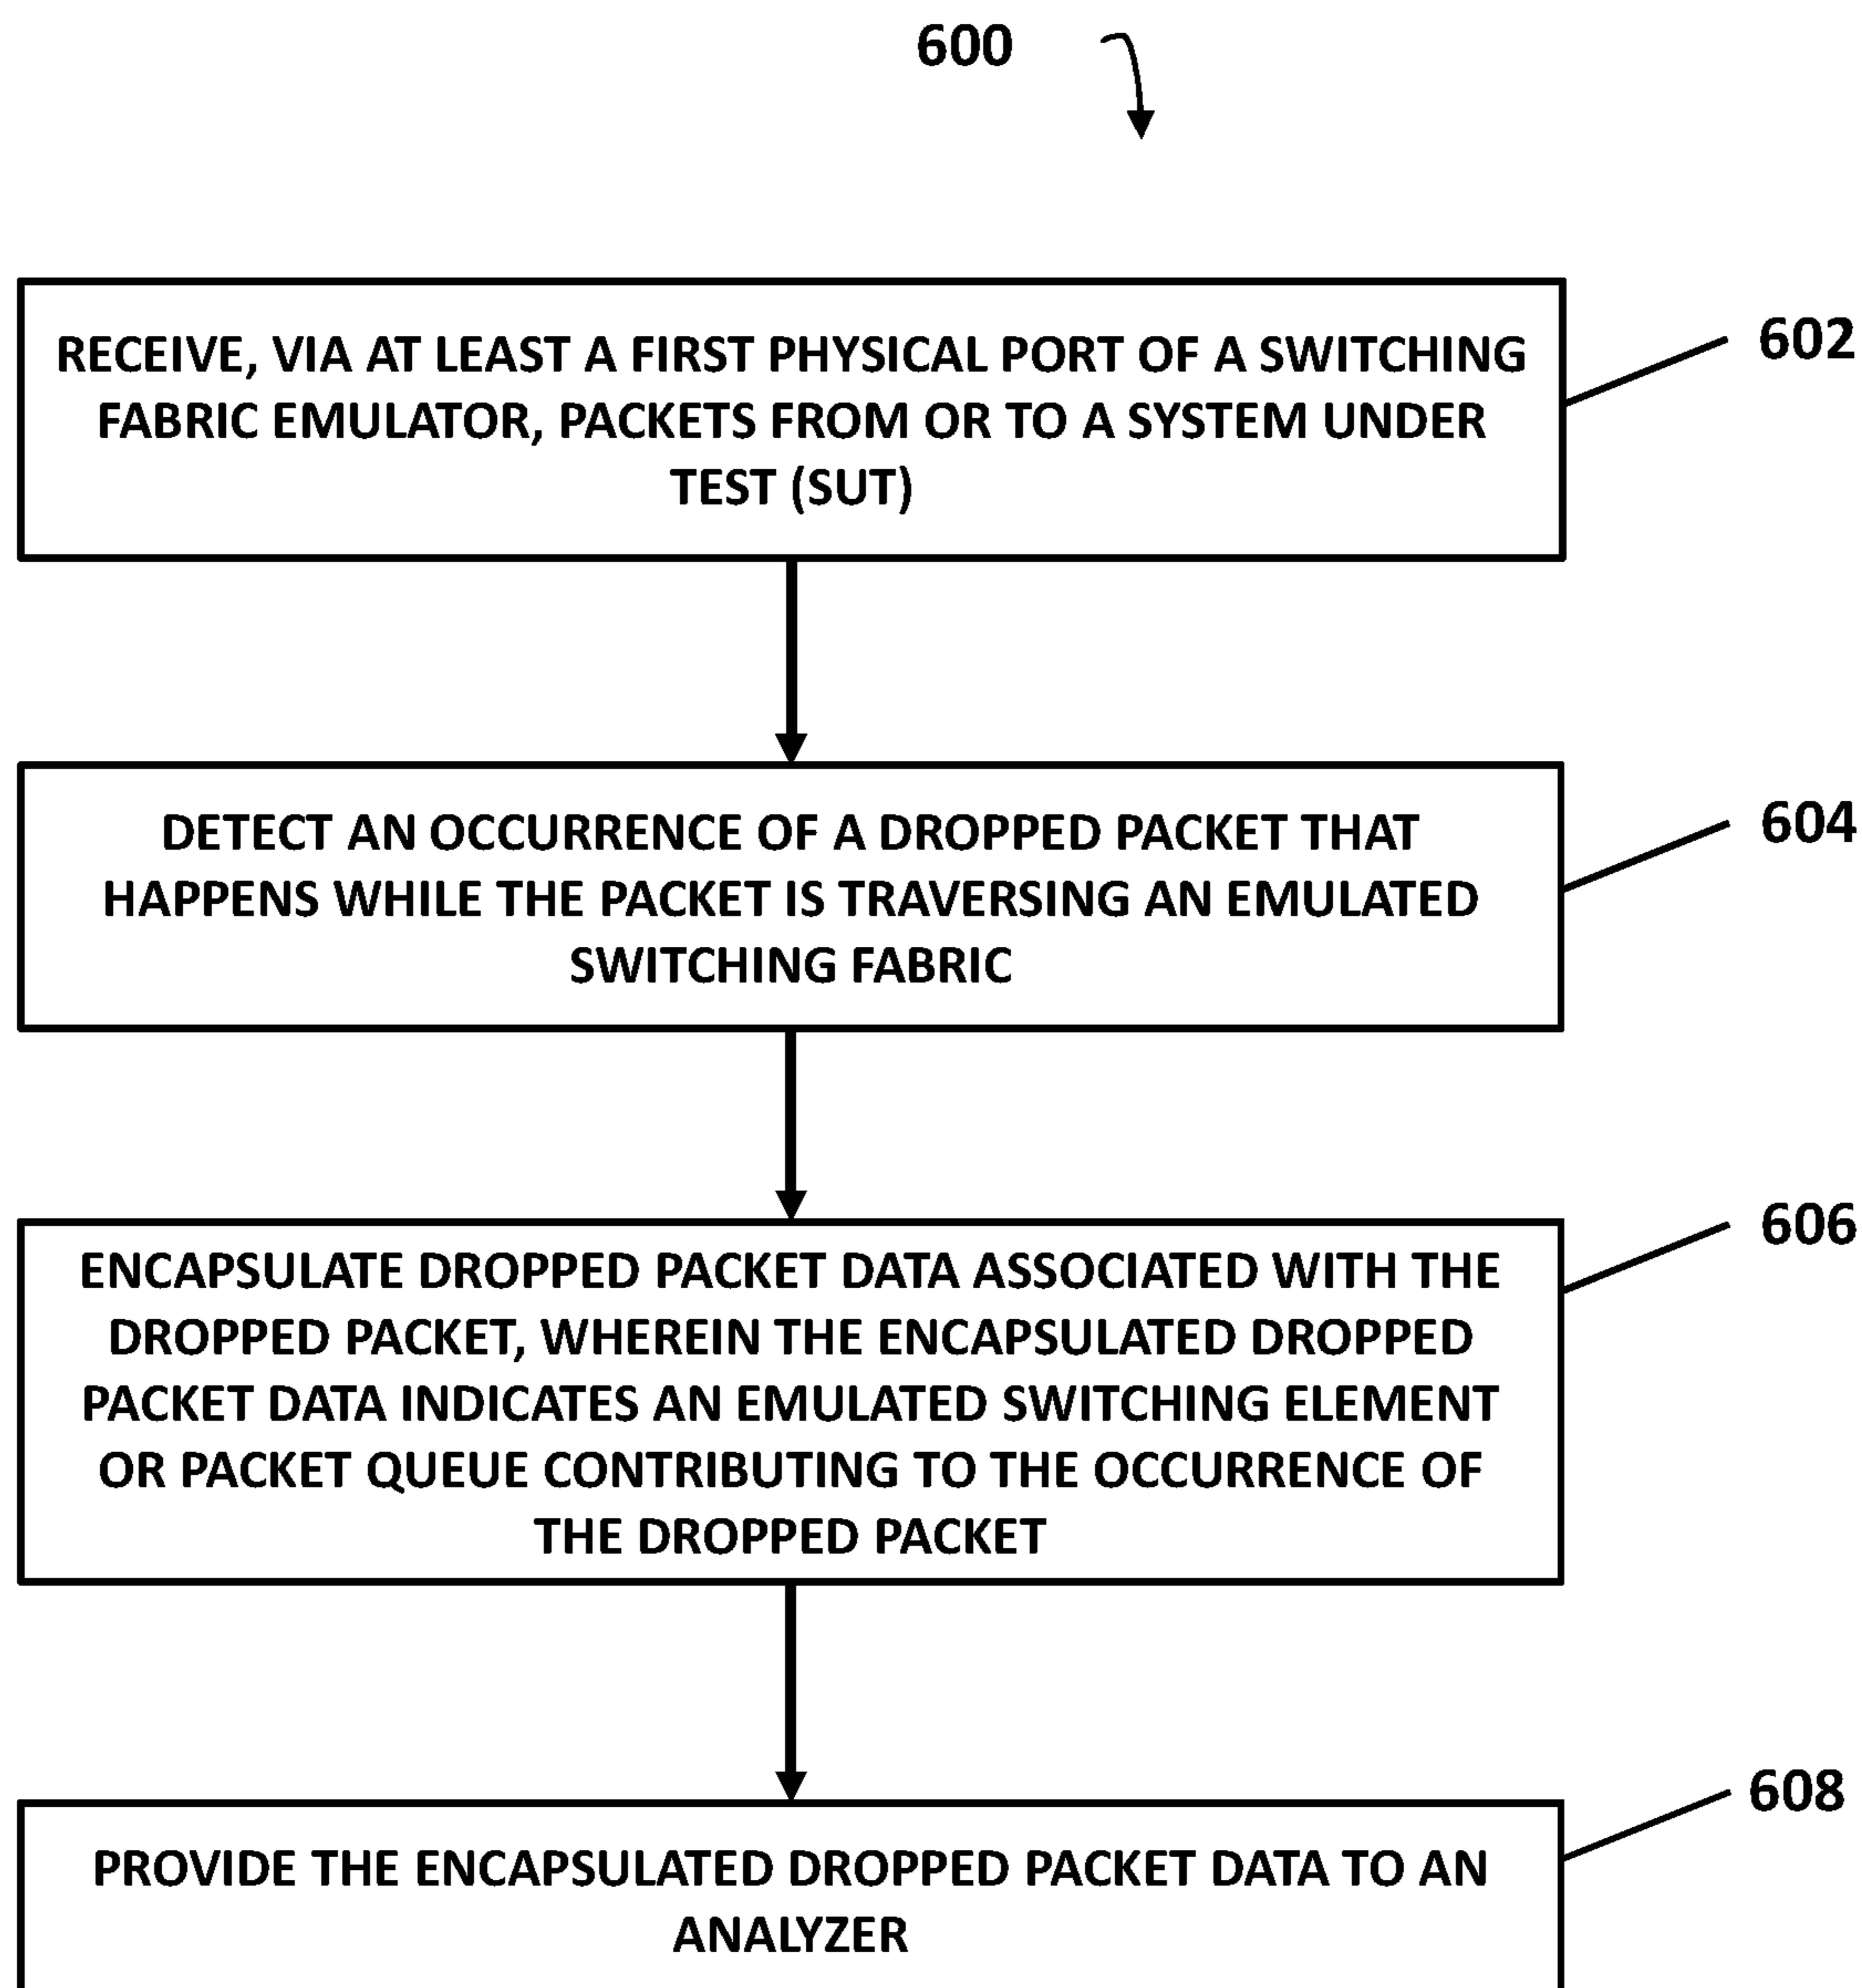 600
RECEIVE, VIA AT LEAST A FIRST PHYSICAL PORT OF A SWITCHING
FABRIC EMULATOR, PACKETS FROM OR TO A SYSTEM UNDER
TEST (SUT)
602
DETECT AN OCCURRENCE OF A DROPPED PACKET THAT
HAPPENS WHILE THE PACKET IS TRAVERSING AN EMULATED
SWITCHING FABRIC
604
ENCAPSULATE DROPPED PACKET DATA ASSOCIATED WITH THE
DROPPED PACKET, WHEREIN THE ENCAPSULATED DROPPED
PACKET DATA INDICATES AN EMULATED SWITCHING ELEMENT
OR PACKET QUEUE CONTRIBUTING TO THE OCCURRENCE OF
THE DROPPED PACKET
606
PROVIDE THE ENCAPSULATED DROPPED PACKET DATA TO AN
ANALYZER
608